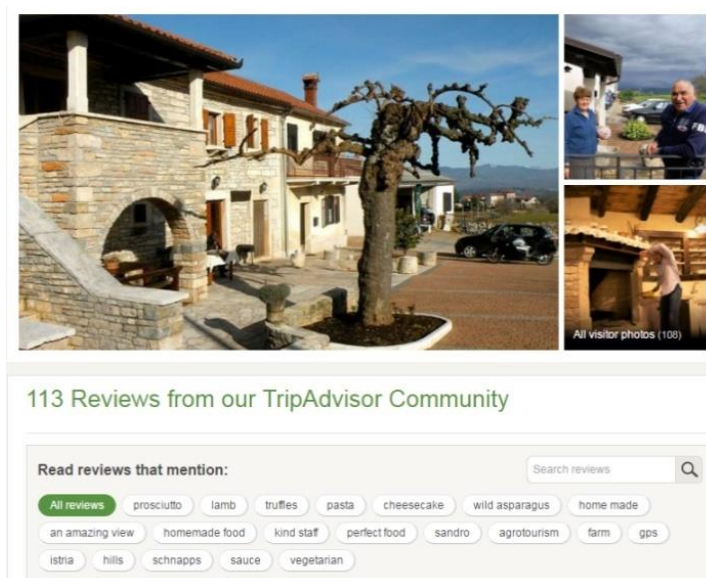 All visitor photos (108)
113 Reviews from our TripAdvisor Community
Read reviews that mention:
Search reviews
All reviews prosciutto lamb truffles pasta cheesecake wild asparagus home made
an amazing view homemade food kind staff perfect food sandro agrotourism farm gps
istria hills schnapps sauce vegetarian